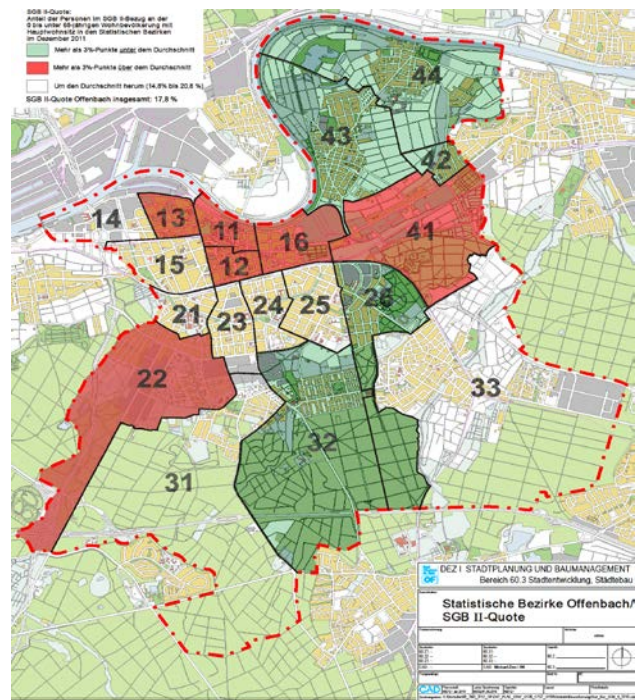 SGB II-Quote:
Anteil der Personen im SGB II-Bezug an der
0 bis unter 65-jährigen Wohnbevölkerung mit
Hauptwohnsitz in den Statistischen Bezirken
im Dezember 2011
Mehr als 3%-Punkte unter dem Durchschnitt
Mehr als 3%-Punkte über dem Durchschnitt
Um den Durchschnitt herum (14,8% bis 20,8 %)
SGB II-Quote Offenbach insgesamt: 17,8 %
44
43
42
14
13
11
16
41
12
15
26
21
23
24
25
22
33
32
31
OF
DEZ I STADTPLANUNG UND BAUMANAGEMENT
Bereich 60.3 Stadtentwicklung, Städtebau
Statistische Bezirke Offenbach/
SGB II-Quote
CAD